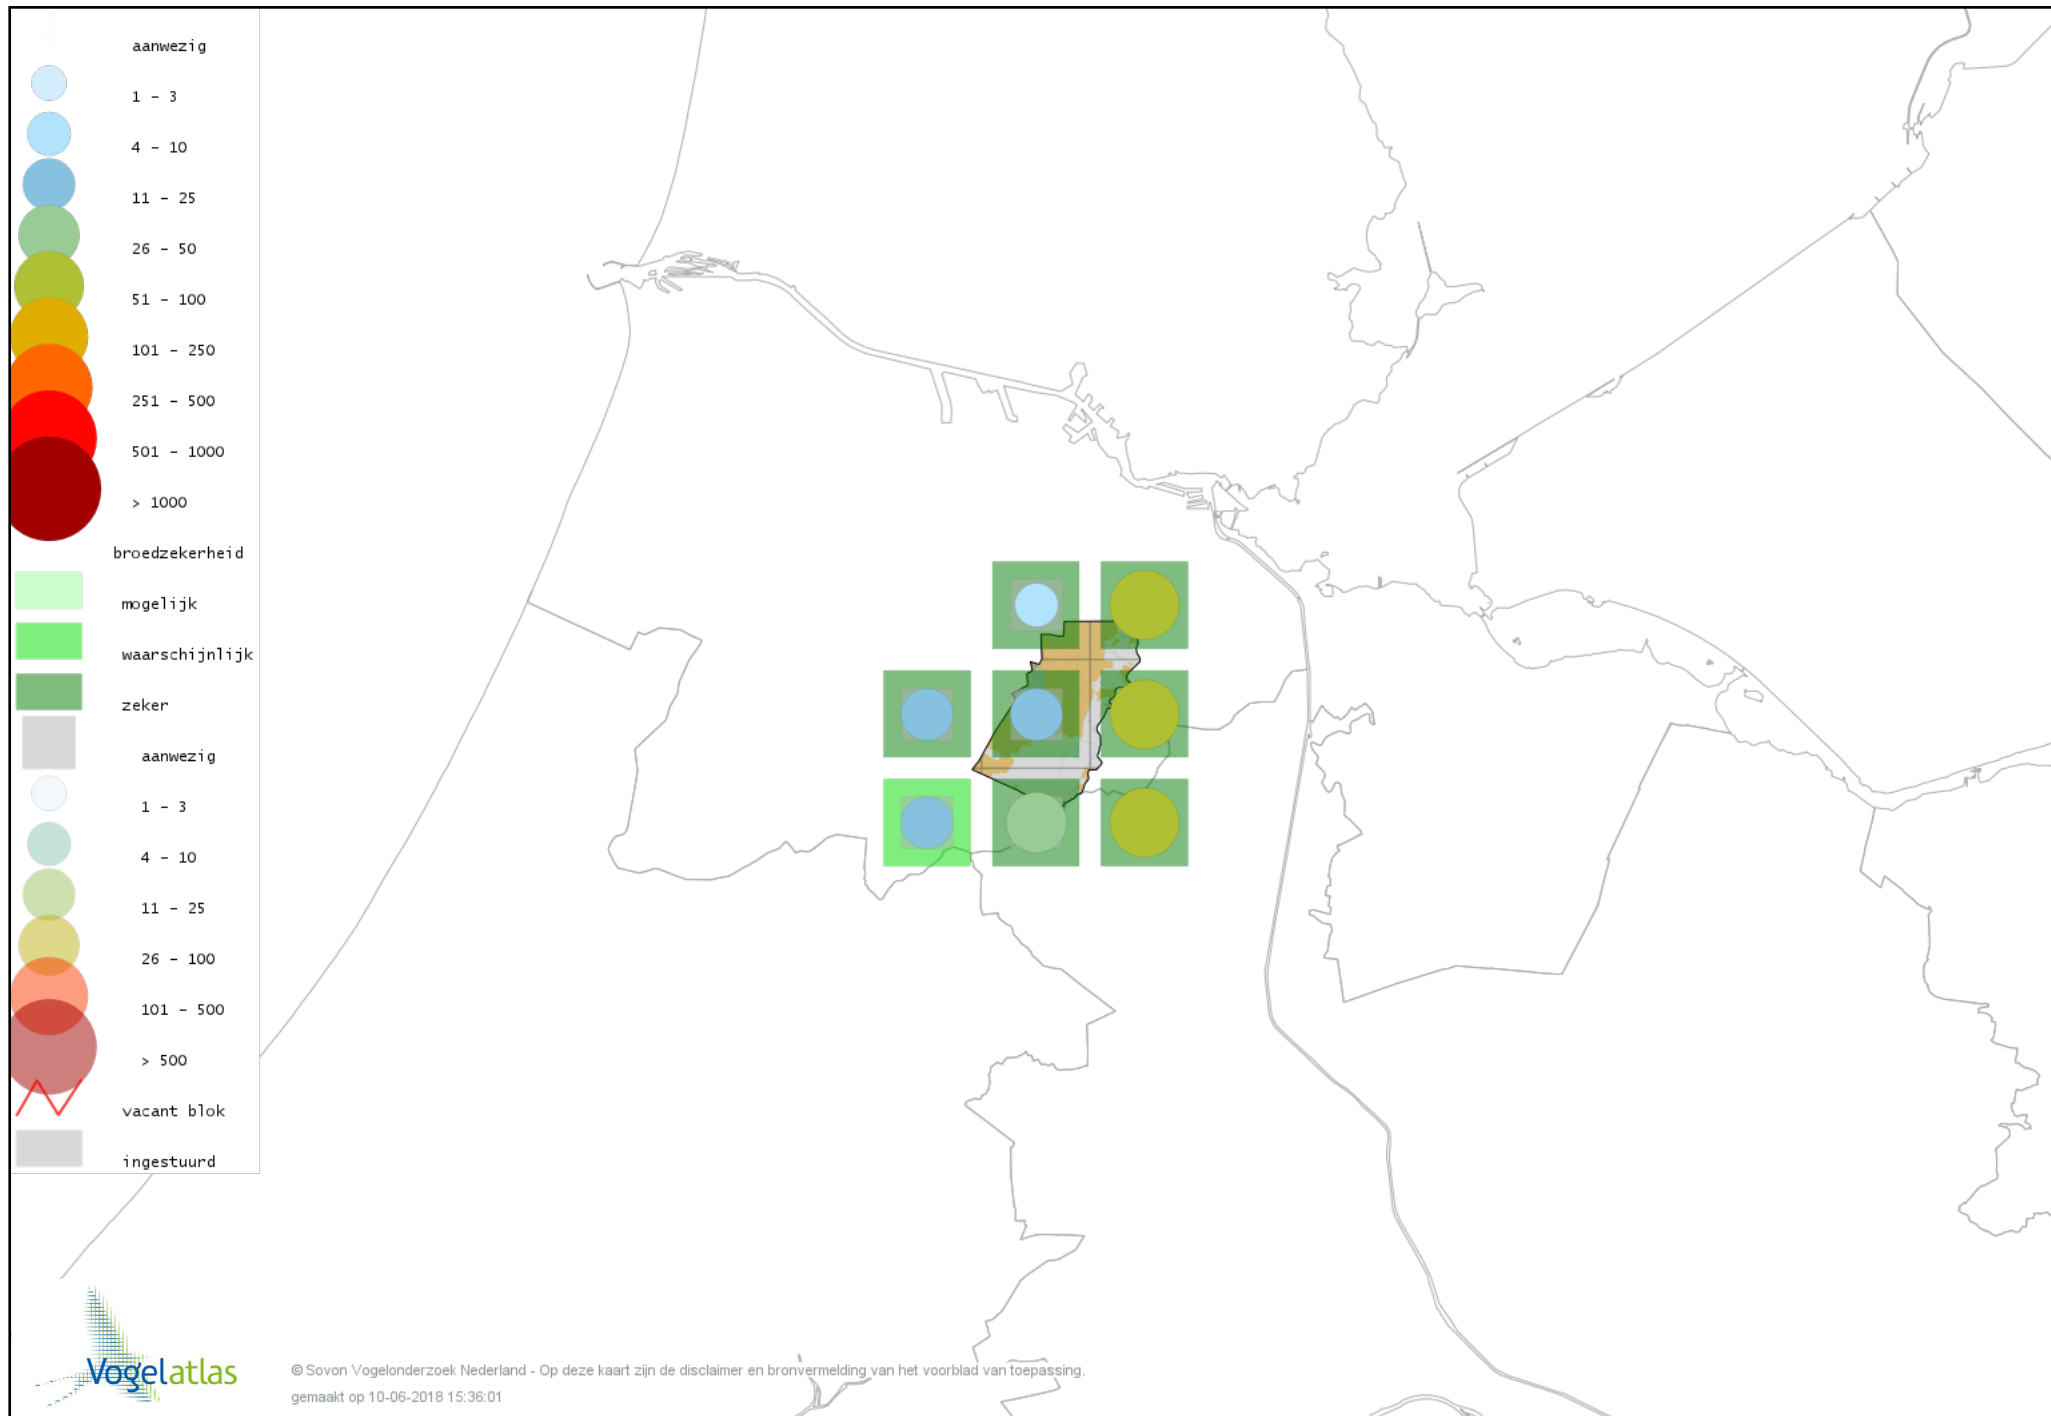 aanwezig
1 - 3
4 - 10
11 - 25
26 - 50
51 - 100
101 - 250
251 - 500
501 - 1000
> 1000
broedzekerheid
mogelijk
waarschijnlijk
zeker
aanwezig
1 - 3
4 - 10
11 - 25
26 - 100
101 - 500
> 500
vacant blok
ingestuurd
Vogelatlas
© Sovon Vogelonderzoek Nederland - Op deze kaart zijn de disclaimer en bronvermelding van het voorblad van toepassing.
gemaakt op 10-06-2018 15:36:01